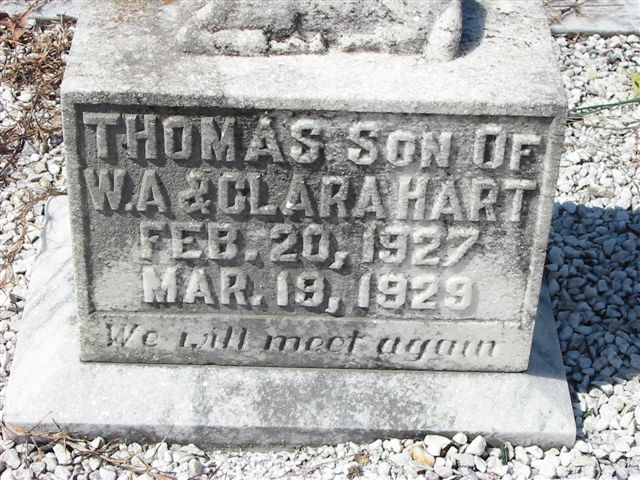 THOMAS SON OF
W.A & CLARA HART
FEB. 20, 1927
MAR. 19, 1929
We will meet again